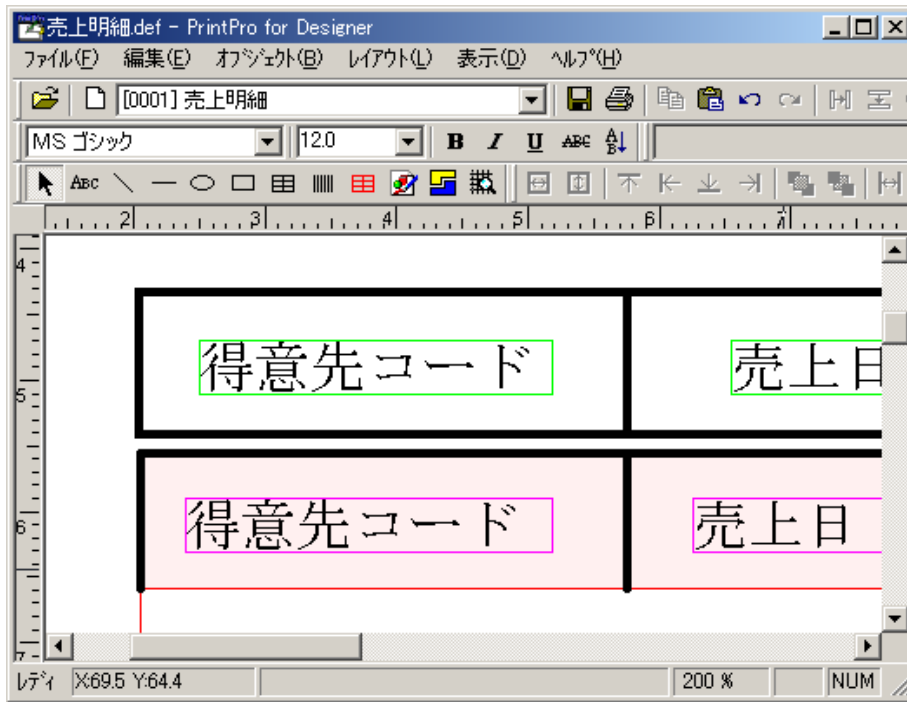 売上明細.def - PrintPro for Designer
ファイル(F) 編集(E) オブジェクト(B) レイアウト(L) 表示(D) ヘルプ(H)
[0001] 売上明細
MS ゴシック 12.0 B I U ABC A B
ABC
2 3 4 5 6 7
4
得意先コード 売上日
5
得意先コード 売上日
6
7
レディ X:69.5 Y:64.4 200 % NUM